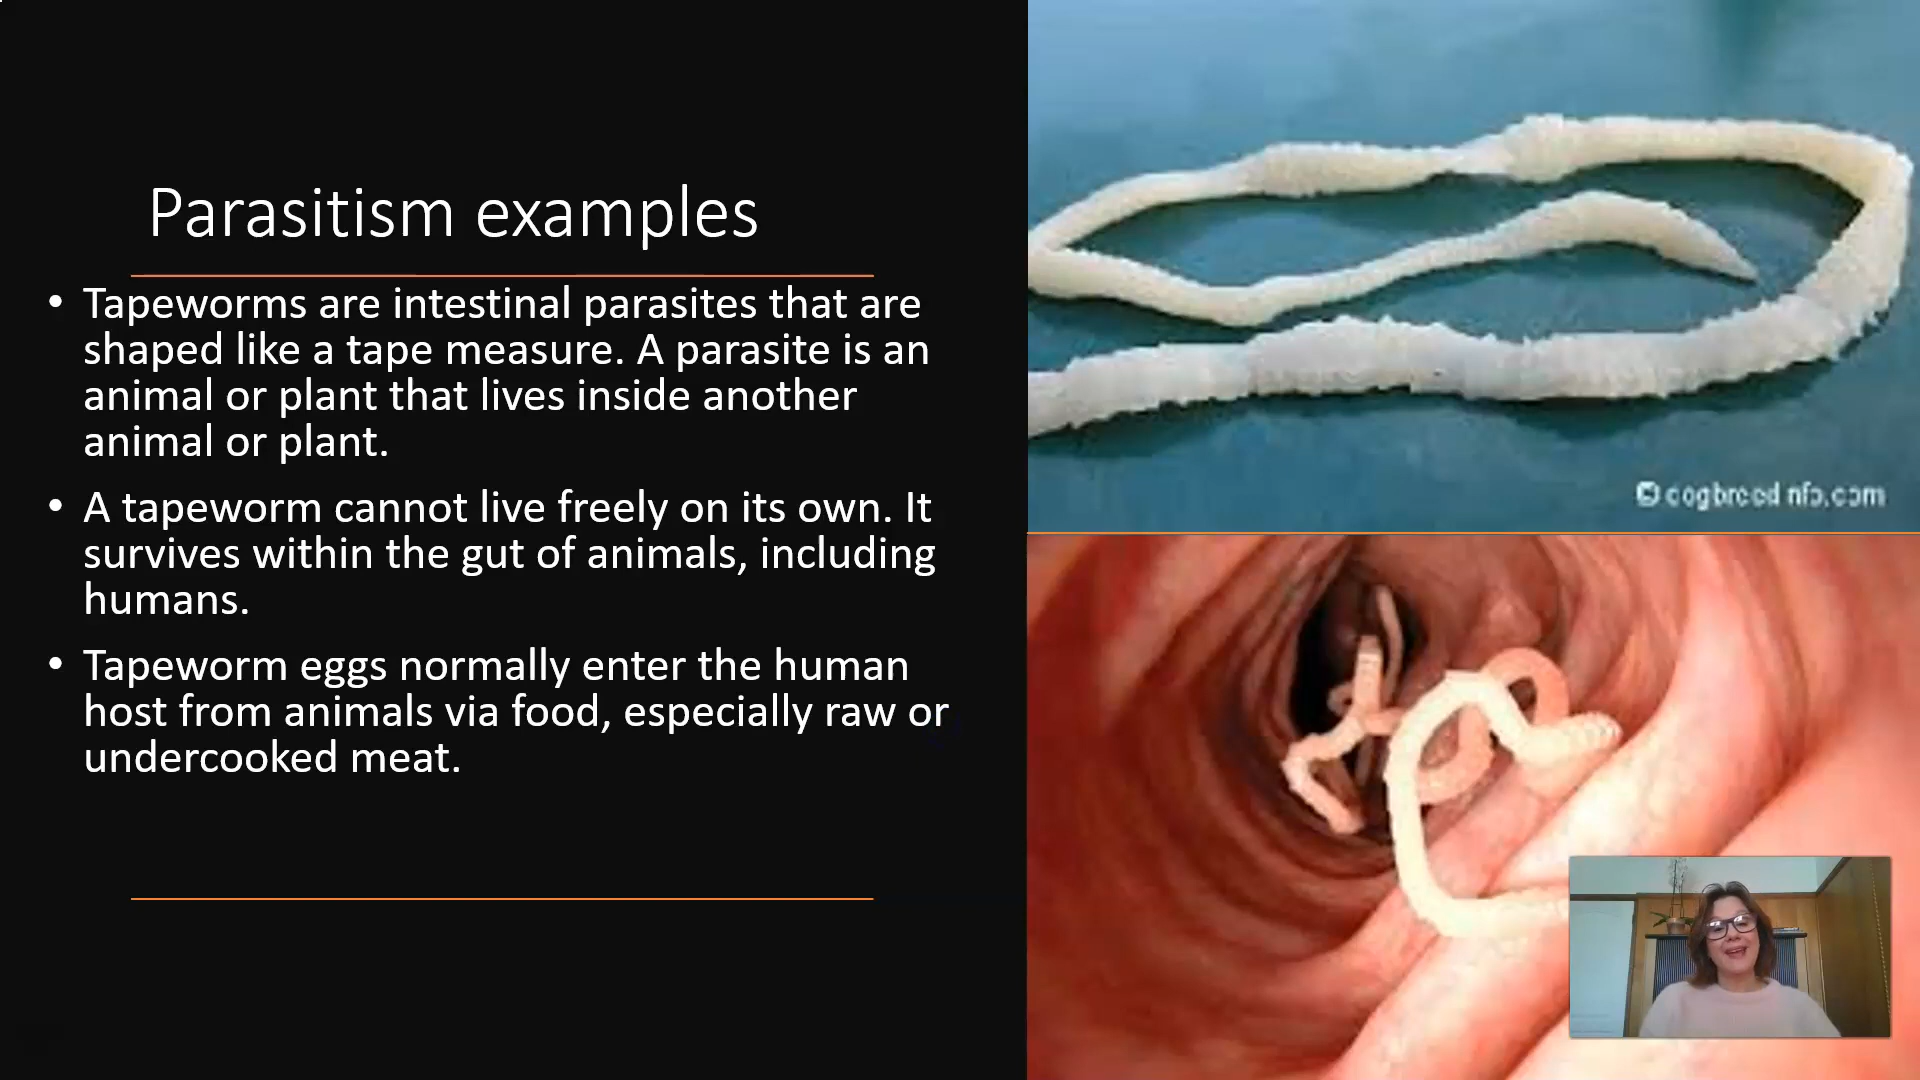 Parasitism examples
• Tapeworms are intestinal parasites that are
shaped like a tape measure. A parasite is an
animal or plant that lives inside another
animal or plant.
• A tapeworm cannot live freely on its own. It
survives within the gut of animals, including
humans.
• Tapeworm eggs normally enter the human
host from animals via food, especially raw or
undercooked meat.